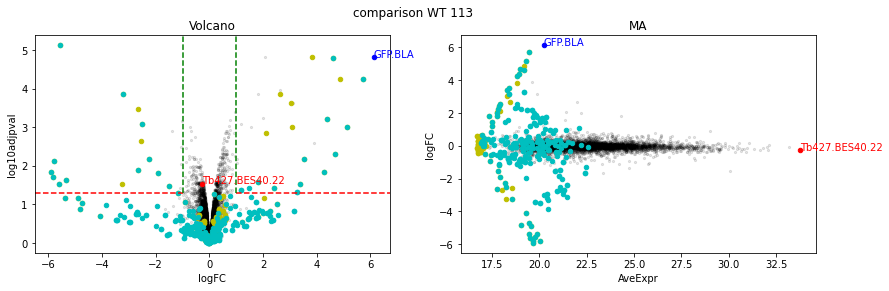 comparison WT 113
Volcano
MA
log10adjpval
5
4
3
2
1
0
GFP.BLA
Tb427.BES40.22
−6
−4
−2
0
2
4
6
logFC
logFC
6
4
2
0
−2
−4
−6
GFP.BLA
Tb427.BES40.22
17.5
20.0
22.5
25.0
27.5
30.0
32.5
AveExpr